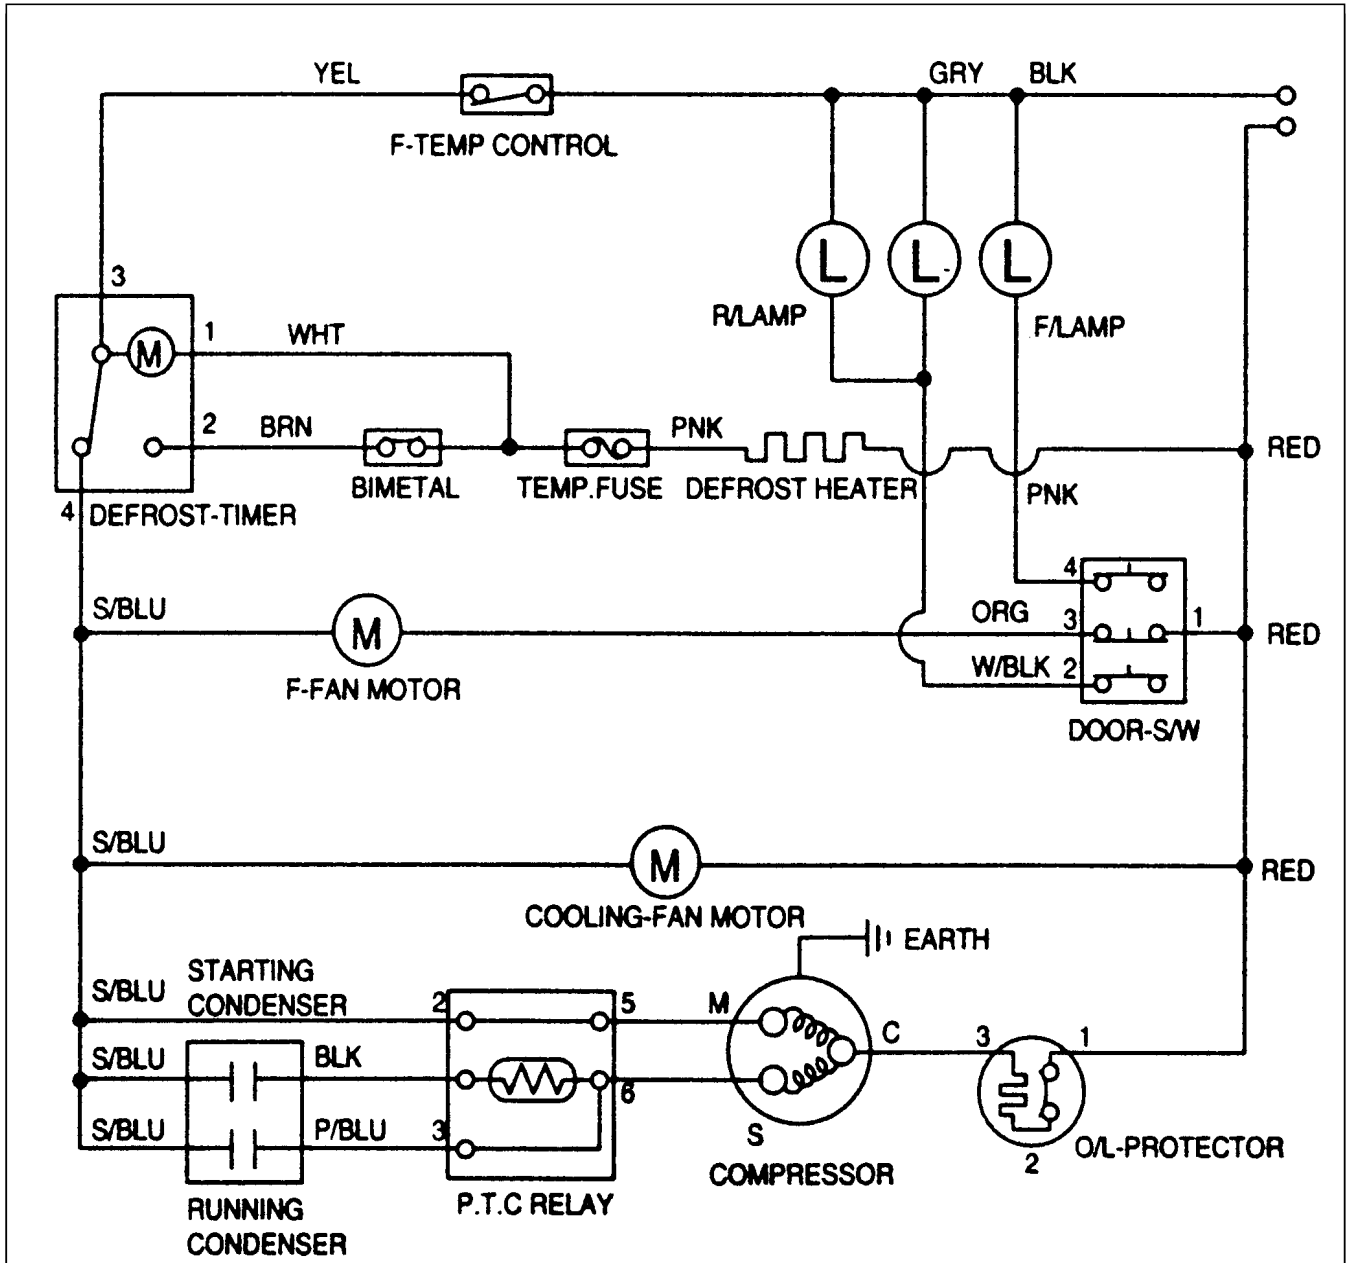 YEL
GRY BLK
F-TEMP CONTROL
L L L
R/LAMP
F/LAMP
3
M
1
WHT
2
BRN
PNK
RED
BIMETAL
TEMP.FUSE
DEFROST HEATER
PNK
4
DEFROST-TIMER
4
S/BLU
M
ORG
3
1
RED
W/BLK
2
F-FAN MOTOR
DOOR-S/W
S/BLU
M
RED
COOLING-FAN MOTOR
EARTH
STARTING
CONDENSER
S/BLU
2
5
M
C
3
1
S/BLU
BLK
6
S/BLU
P/BLU
3
S
2
O/L-PROTECTOR
COMPRESSOR
P.T.C RELAY
RUNNING
CONDENSER